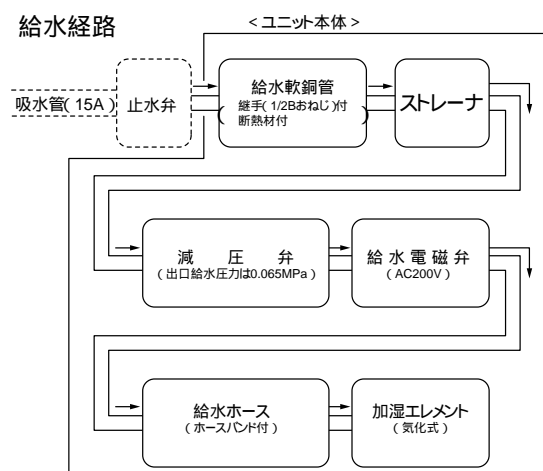 給水経路
<ユニット本体>
吸水管(15A)
止水弁
給水軟銅管
(継手(1/2Bおねじ)付
断熱材付)
ストレーナ
減圧弁
(出口給水圧力は0.065MPa)
給水電磁弁
(AC200V)
給水ホース
(ホースバンド付)
加湿エレメント
(気化式)